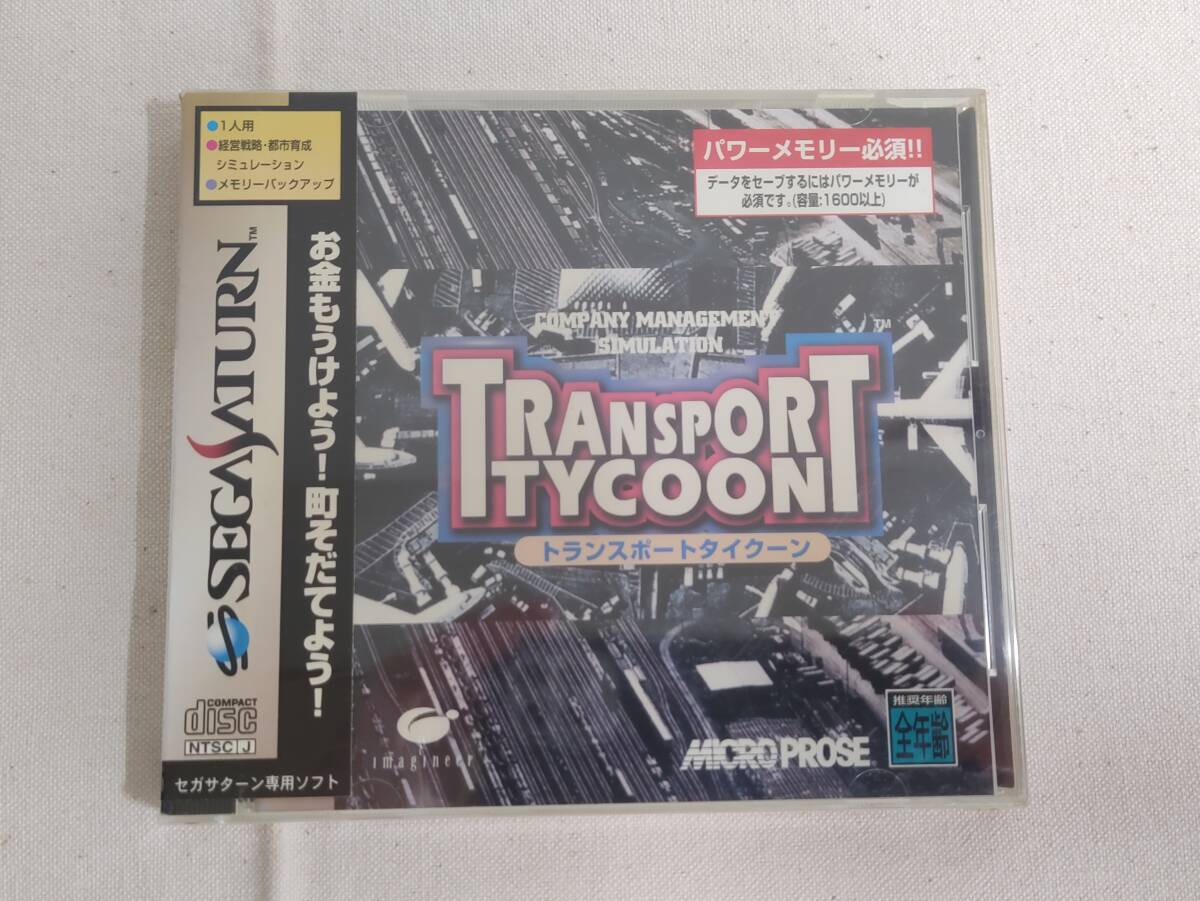 ●1人用
●経営戦略・都市育成
シミュレーション
●メモリーバックアップ
SEGA SATURN™
お金もうけよう!町そだてよう!
COMPACT
disc
NTSC J
セガサターン専用ソフト
パワーメモリー必須!!
データをセーブするにはパワーメモリーが
必須です。(容量:1600以上)
COMPANY MANAGEMENT
SIMULATION
TRANSPORT
TYCOON
™
トランスポートタイクーン
imagineer
MICRO PROSE
推奨年齢
全年齢